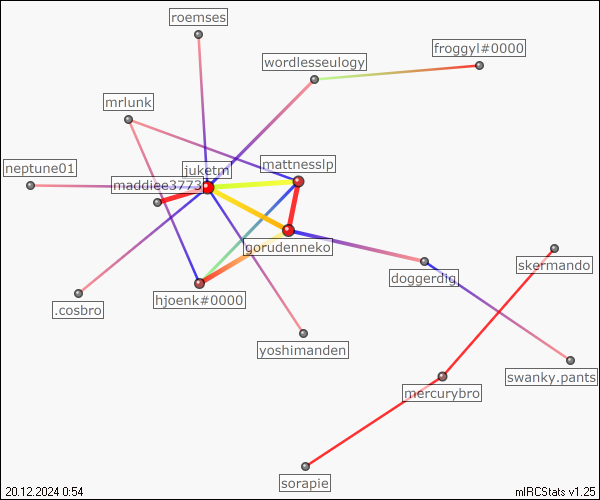 roemses
froggyl#0000
wordlesseulogy
mrlunk
mattnesslp
neptune01
juketm
maddiee3773
gorudenneko
skermando
doggerdlg
.cosbro
hjoenk#0000
yoshimanden
swanky.pants
mercurybro
sorapie
20.12.2024 0:54
mIRCStats v1.25